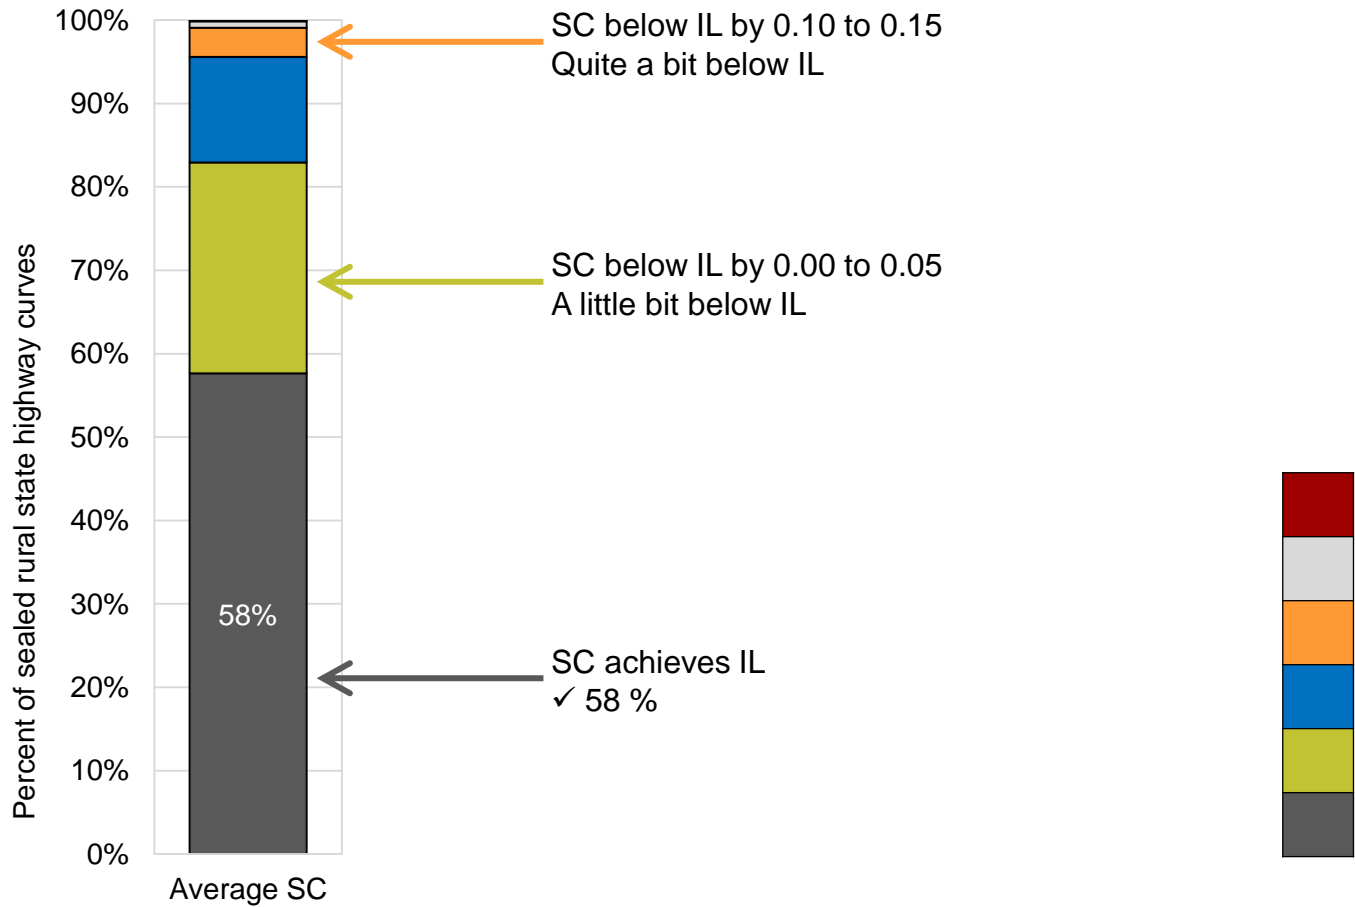 Percent of sealed rural state highway curves
100%
90%
80%
70%
60%
50%
40%
30%
20%
10%
0%
58%
Average SC
SC below IL by 0.10 to 0.15
Quite a bit below IL
SC below IL by 0.00 to 0.05
A little bit below IL
SC achieves IL
✓ 58 %